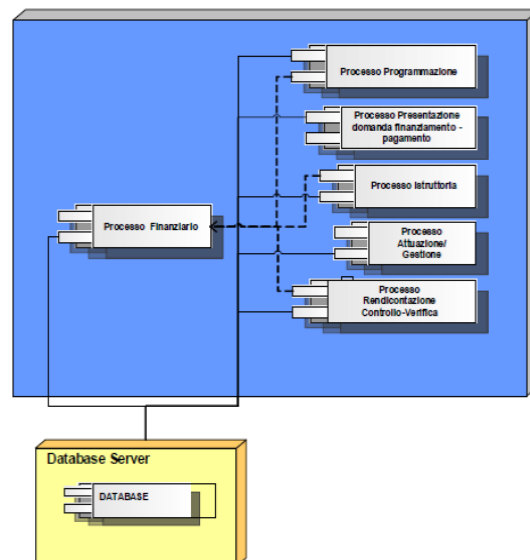 Processo Programmazione
Processo Presentazione
domanda finanziamento -
pagamento
Processo Istruttoria
Processo Finanziario
Processo
Attuazione/
Gestione
Processo
Rendicontazione
Controllo-Verifica
Database Server
DATABASE